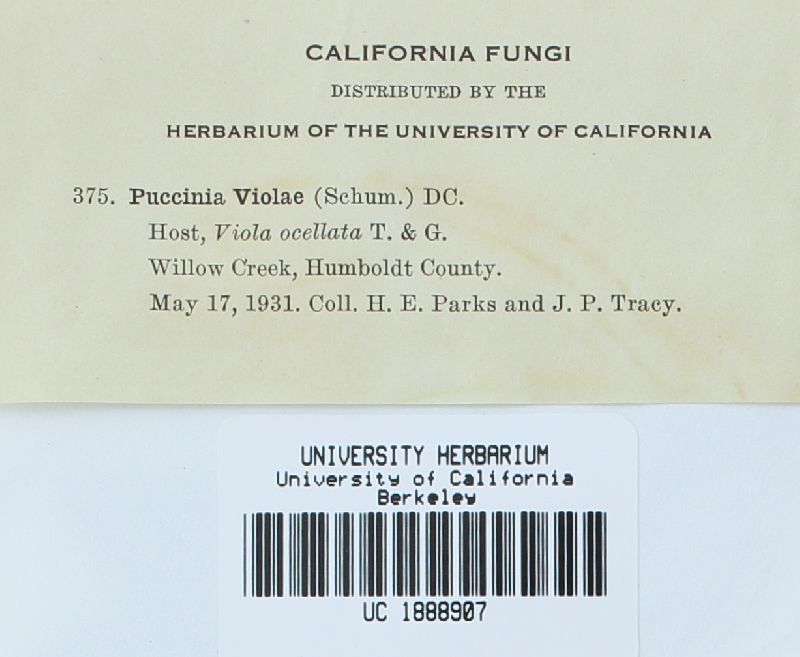 CALIFORNIA FUNGI
DISTRIBUTED BY THE
HERBARIUM OF THE UNIVERSITY OF CALIFORNIA
375. Puccinia Violae (Schum.) DC.
Host, Viola ocellata T. & G.
Willow Creek, Humboldt County.
May 17, 1931. Coll. H. E. Parks and J. P. Tracy.
UNIVERSITY HERBARIUM
University of California
Berkeley
UC 1888907